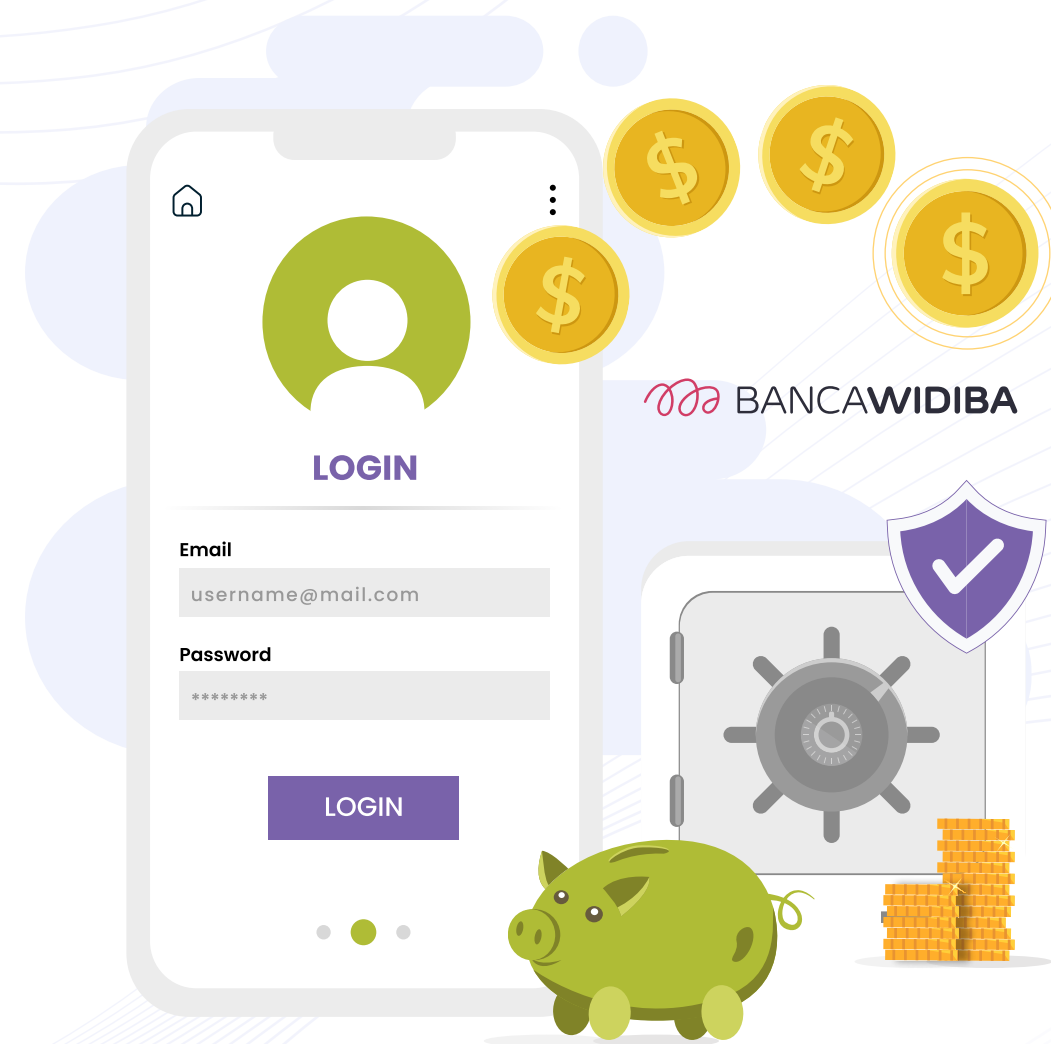 $
$
$
$
BANCAWIDIBA
LOGIN
Email
username@mail.com
Password
********
LOGIN